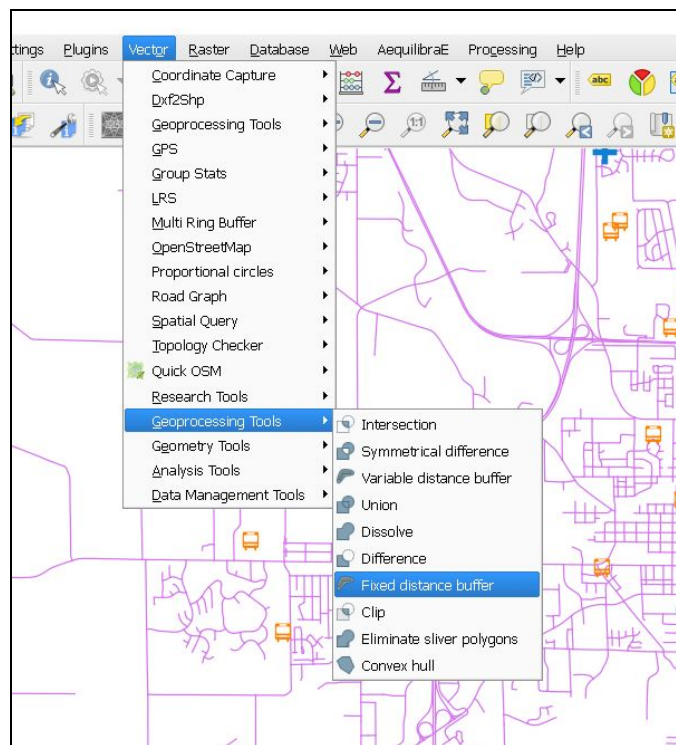 Plugins Vector Raster Database Web AequilibraE Processing Help
abc
1:1
Coordinate Capture
Dxf2Shp
Geoprocessing Tools
GPS
Group Stats
LRS
Multi Ring Buffer
OpenStreetMap
Proportional circles
Road Graph
Spatial Query
Topology Checker
Quick OSM
Research Tools
Geoprocessing Tools
Geometry Tools
Analysis Tools
Data Management Tools
Intersection
Symmetrical difference
Variable distance buffer
Union
Dissolve
Difference
Fixed distance buffer
Clip
Eliminate sliver polygons
Convex hull